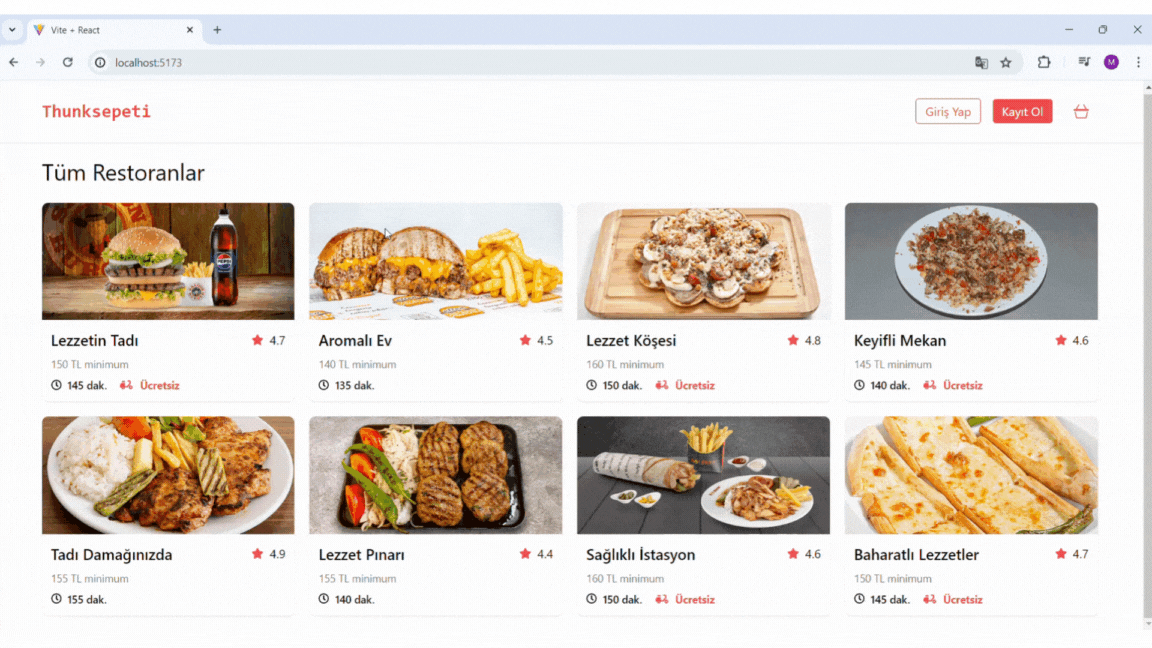 Vite + React
localhost:5173
M
Thunksepeti
Giriş Yap
Kayıt Ol
Tüm Restoranlar
Lezzetin Tadı 4.7
150 TL minimum
145 dak. Ücretsiz
Aromalı Ev 4.5
140 TL minimum
135 dak.
Lezzet Köşesi 4.8
160 TL minimum
150 dak. Ücretsiz
Keyifli Mekan 4.6
145 TL minimum
140 dak. Ücretsiz
Tadı Damağınızda 4.9
155 TL minimum
155 dak.
Lezzet Pınarı 4.4
155 TL minimum
140 dak.
Sağlıklı İstasyon 4.6
160 TL minimum
150 dak. Ücretsiz
Baharatlı Lezzetler 4.7
150 TL minimum
145 dak. Ücretsiz